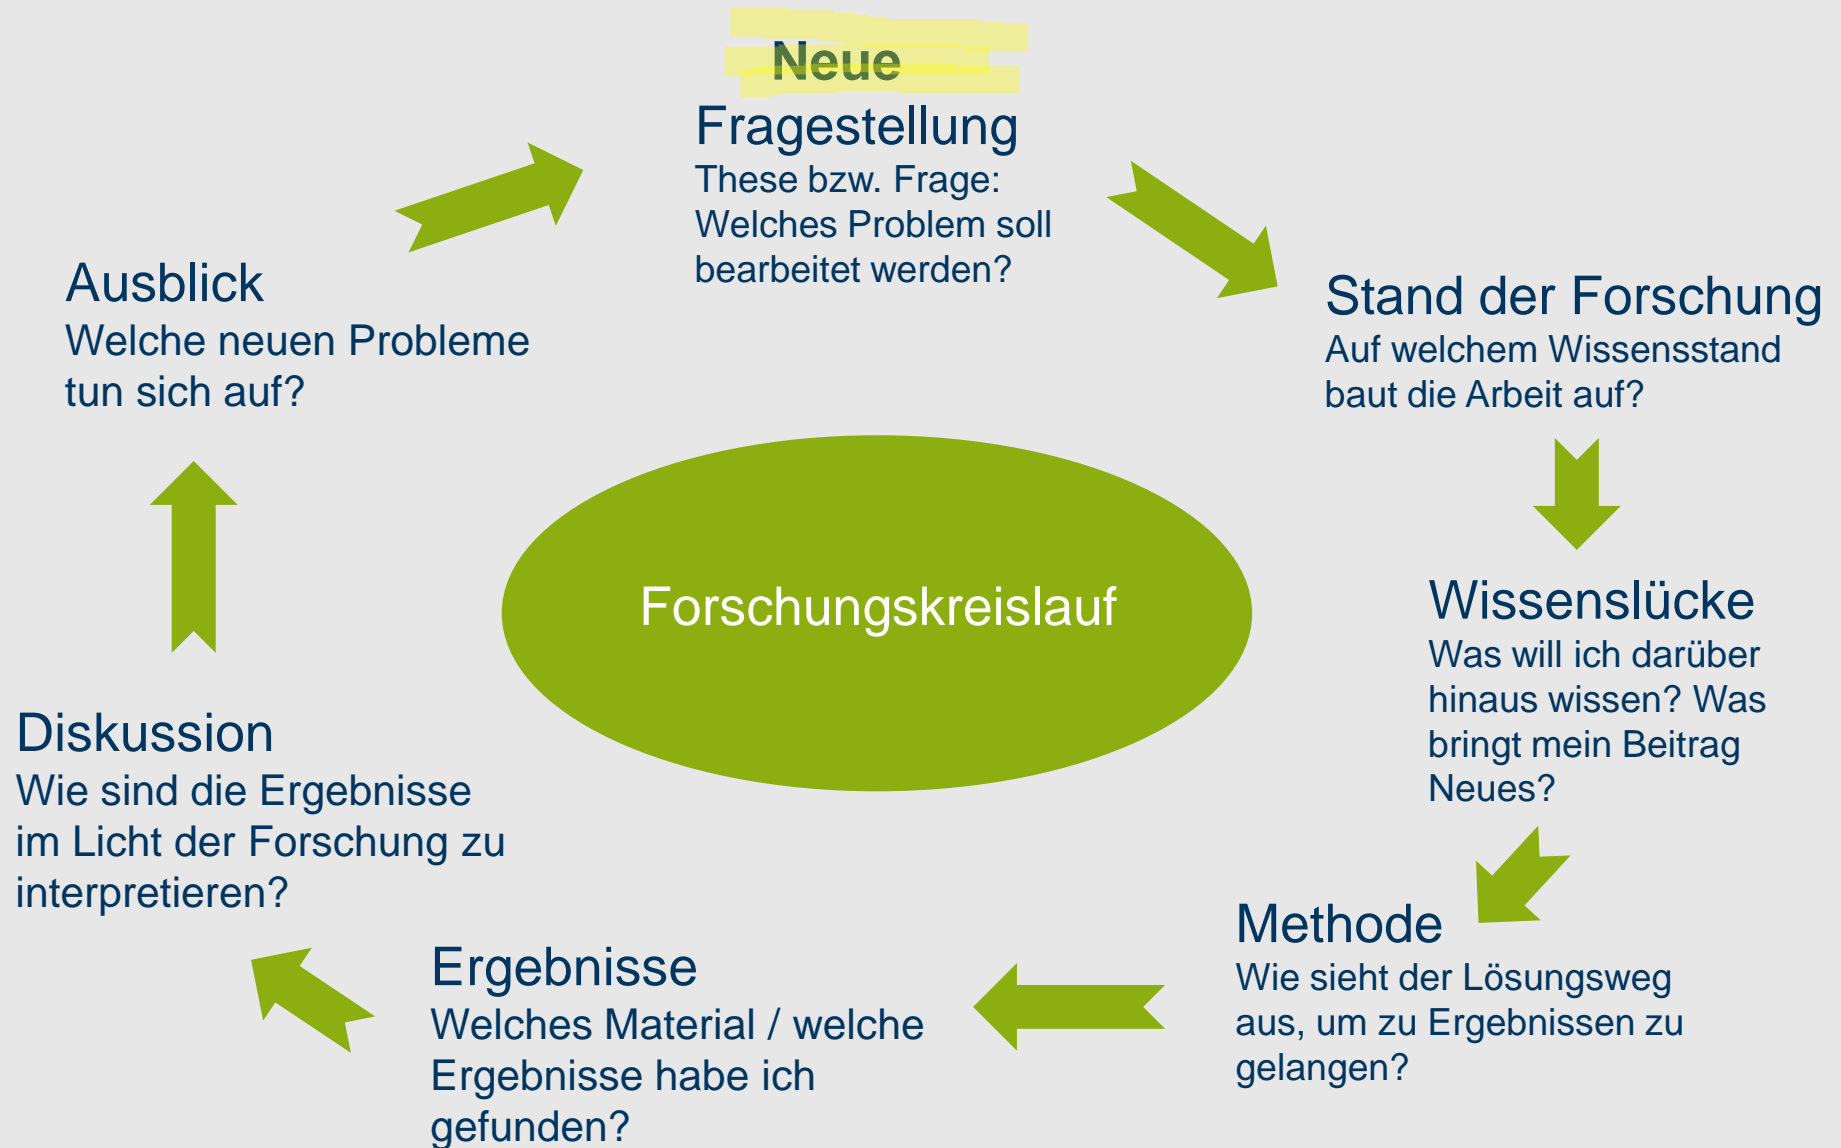 Neue
Fragestellung
These bzw. Frage:
Welches Problem soll
bearbeitet werden?
Stand der Forschung
Auf welchem Wissensstand
baut die Arbeit auf?
Wissenslücke
Was will ich darüber
hinaus wissen? Was
bringt mein Beitrag
Neues?
Methode
Wie sieht der Lösungsweg
aus, um zu Ergebnissen zu
gelangen?
Ergebnisse
Welches Material / welche
Ergebnisse habe ich
gefunden?
Diskussion
Wie sind die Ergebnisse
im Licht der Forschung zu
interpretieren?
Ausblick
Welche neuen Probleme
tun sich auf?
Forschungskreislauf